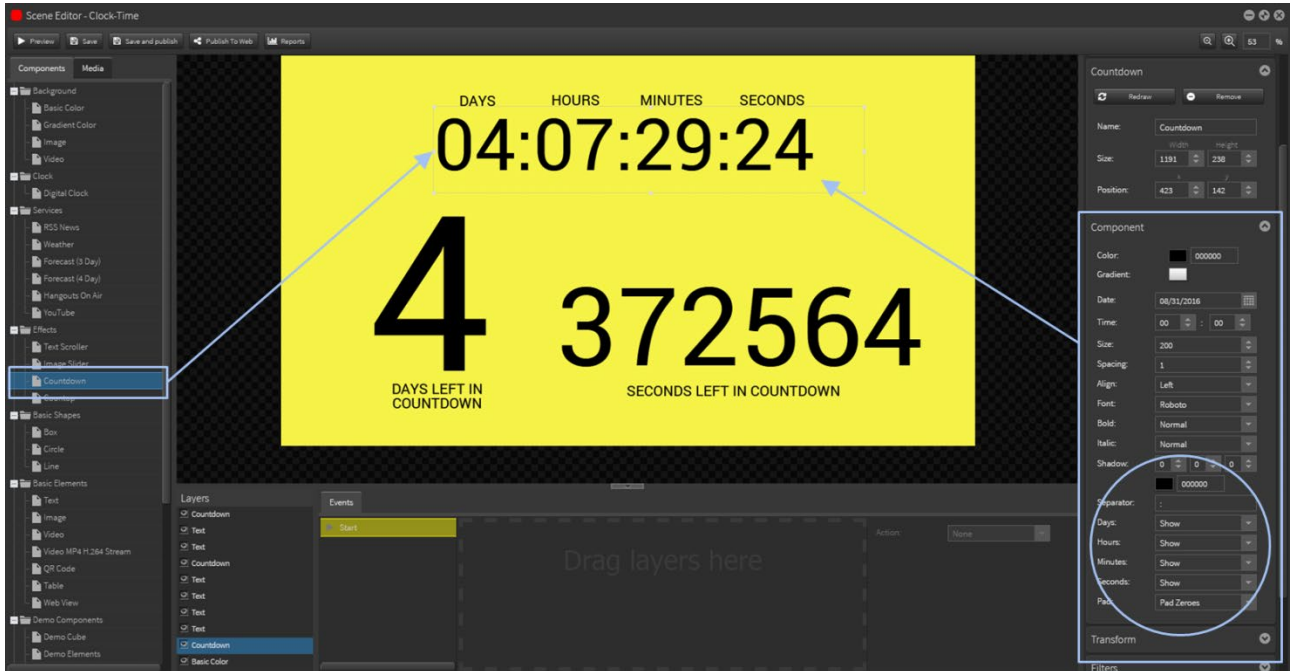 Scene Editor - Clock-Time
Preview Save Save and publish Publish To Web Reports 53 %
Components Media
Background
Basic Color
Gradient Color
Image
Video
Clock
Digital Clock
Services
RSS News
Weather
Forecast (3 Day)
Forecast (4 Day)
Hangouts On Air
YouTube
Effects
Text Scroller
Image Slider
Countdown
Countup
Basic Shapes
Box
Circle
Line
Basic Elements
Text
Image
Video
Video MP4 H.264 Stream
QR Code
Table
Web View
Demo Components
Demo Cube
Demo Elements
DAYS HOURS MINUTES SECONDS
04:07:29:24
4
DAYS LEFT IN
COUNTDOWN
372564
SECONDS LEFT IN COUNTDOWN
Layers
Countdown
Text
Text
Countdown
Text
Text
Text
Text
Countdown
Basic Color
Events
Start
Drag layers here
Action: None
Countdown
Redraw Remove
Name: Countdown
Width Height
Size: 1191 238
x y
Position: 423 142
Component
Color: 000000
Gradient:
Date: 08/31/2016
Time: 00 : 00
Size: 200
Spacing: 1
Align: Left
Font: Roboto
Bold: Normal
Italic: Normal
Shadow: 0 0 0
000000
Separator: :
Days: Show
Hours: Show
Minutes: Show
Seconds: Show
Pad: Pad Zeroes
Transform
Filters